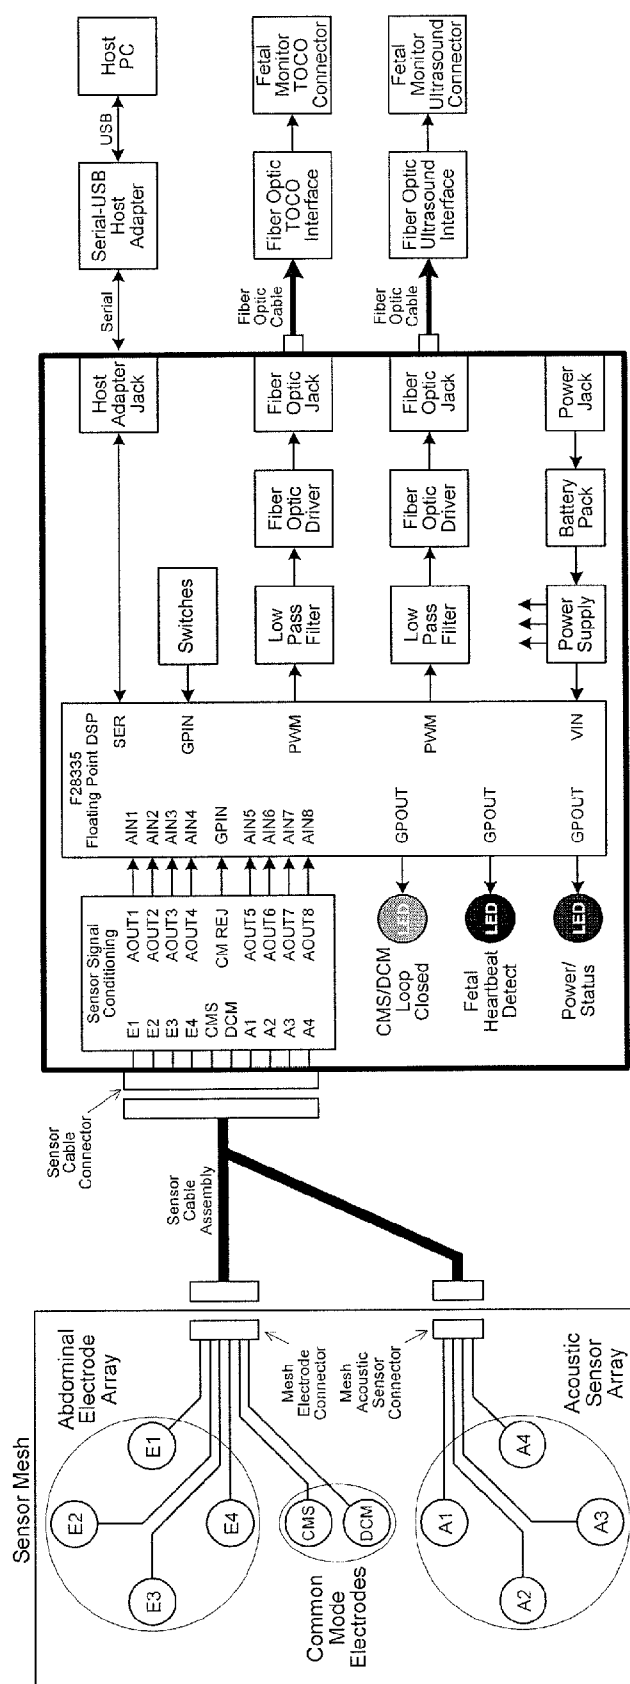 Sensor Mesh
Abdominal
Electrode
Array
E1
E2
E3
E4
CMS
DCM
Common
Mode
Electrodes
Mesh
Electrode
Connector
Mesh
Acoustic
Sensor
Connector
A1
A2
A3
A4
Acoustic
Sensor
Array
Sensor
Cable
Assembly
Sensor
Cable
Connector
Sensor Signal
Conditioning
E1 AOUT1
E2 AOUT2
E3 AOUT3
E4 AOUT4
CMS
CM REJ
DCM
A1 AOUT5
A2 AOUT6
A3 AOUT7
A4 AOUT8
CMS/DCM
Loop
Closed
LED
Fetal
Heartbeat
Detect
LED
Power/
Status
LED
F28335
Floating Point DSP
AIN1
AIN2
AIN3
AIN4
GPIN
AIN5
AIN6
AIN7
AIN8
GPOUT
GPOUT
GPOUT
SER
GPIN
PWM
PWM
VIN
Switches
Low
Pass
Filter
Fiber
Optic
Driver
Fiber
Optic
Jack
Low
Pass
Filter
Fiber
Optic
Driver
Fiber
Optic
Jack
Power
Supply
Battery
Pack
Power
Jack
Host
Adapter
Jack
Serial
Serial-USB
Host
Adapter
USB
Host
PC
Fiber
Optic
Cable
Fiber Optic
TOCO
Interface
Fetal
Monitor
TOCO
Connector
Fiber
Optic
Cable
Fiber Optic
Ultrasound
Interface
Fetal
Monitor
Ultrasound
Connector